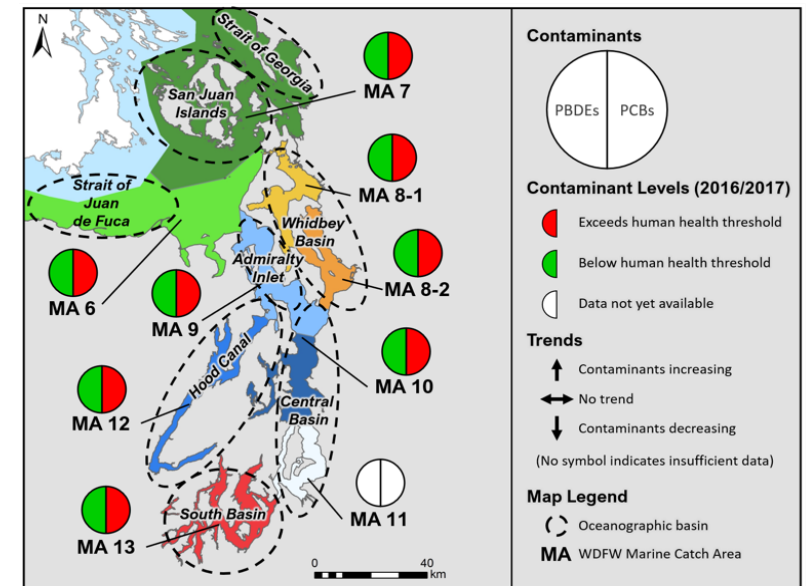 N
Strait of Georgia
San Juan
Islands
MA 7
Strait of
Juan
de Fuca
MA 8-1
Whidbey
Basin
Admiralty
Inlet
MA 8-2
MA 6
MA 9
Hood Canal
MA 10
Central
Basin
MA 12
MA 11
South Basin
MA 13
0
40
km
Contaminants
PBDEs
PCBs
Contaminant Levels (2016/2017)
Exceeds human health threshold
Below human health threshold
Data not yet available
Trends
Contaminants increasing
No trend
Contaminants decreasing
(No symbol indicates insufficient data)
Map Legend
Oceanographic basin
MA WDFW Marine Catch Area